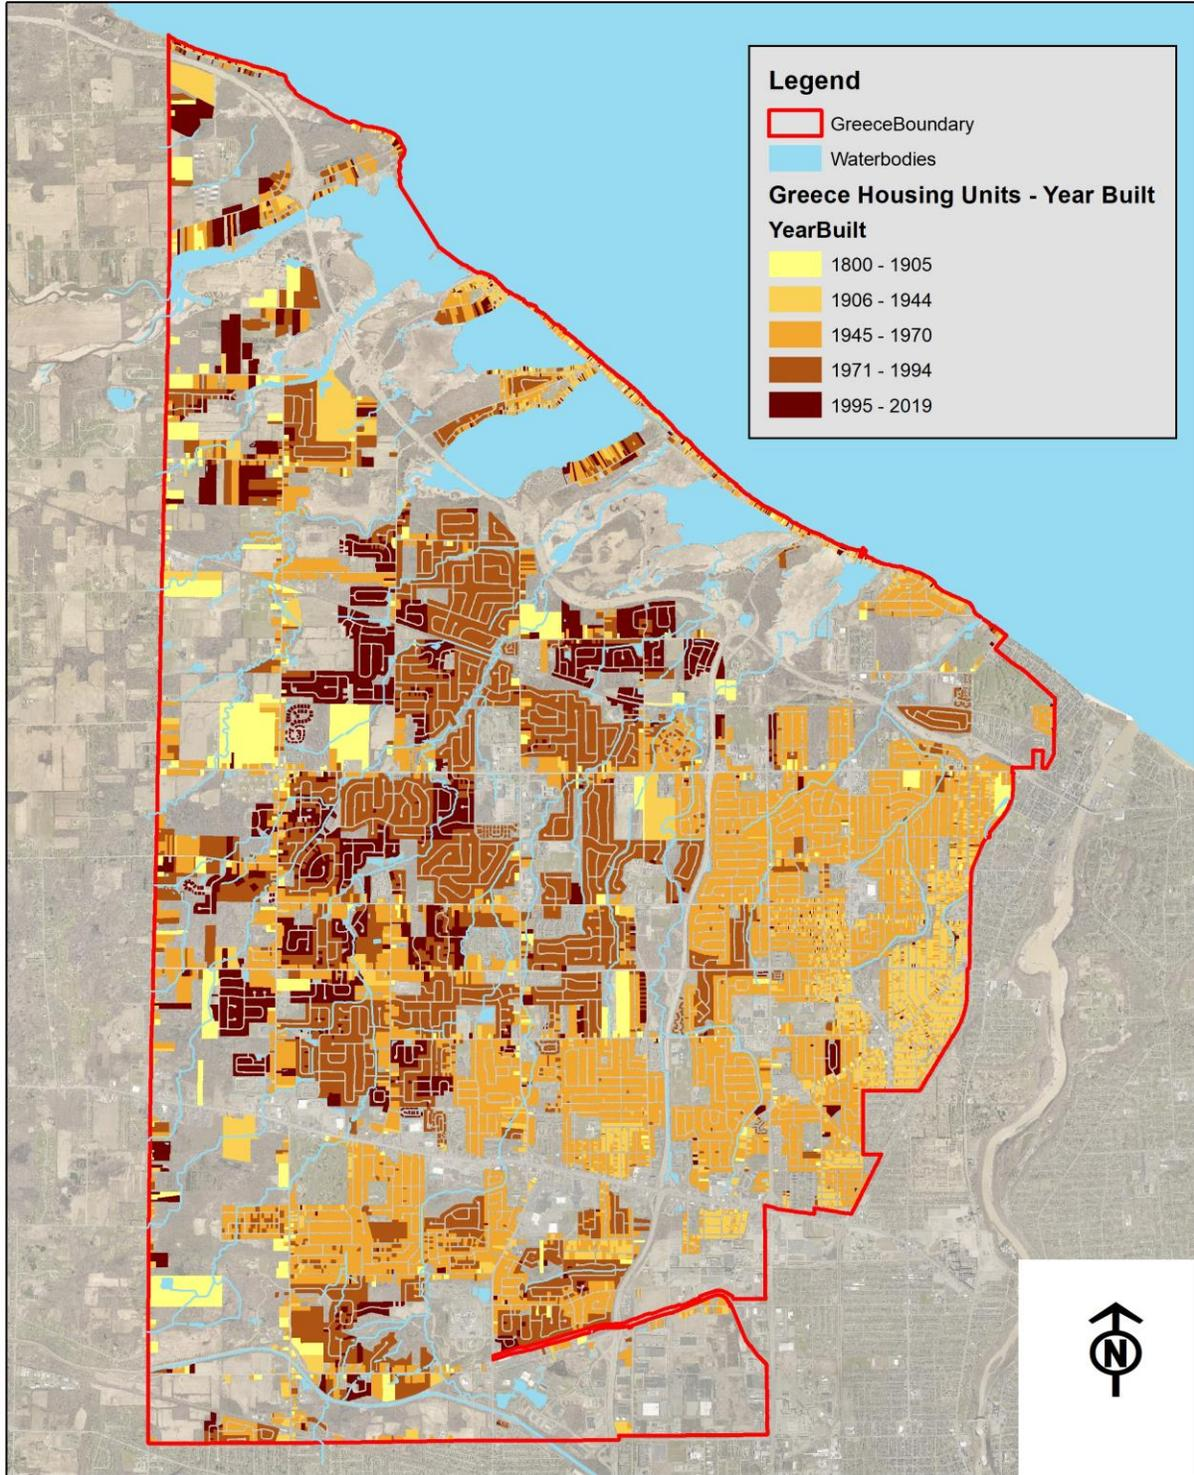 Legend
GreeceBoundary
Waterbodies
Greece Housing Units - Year Built
YearBuilt
1800 - 1905
1906 - 1944
1945 - 1970
1971 - 1994
1995 - 2019
N